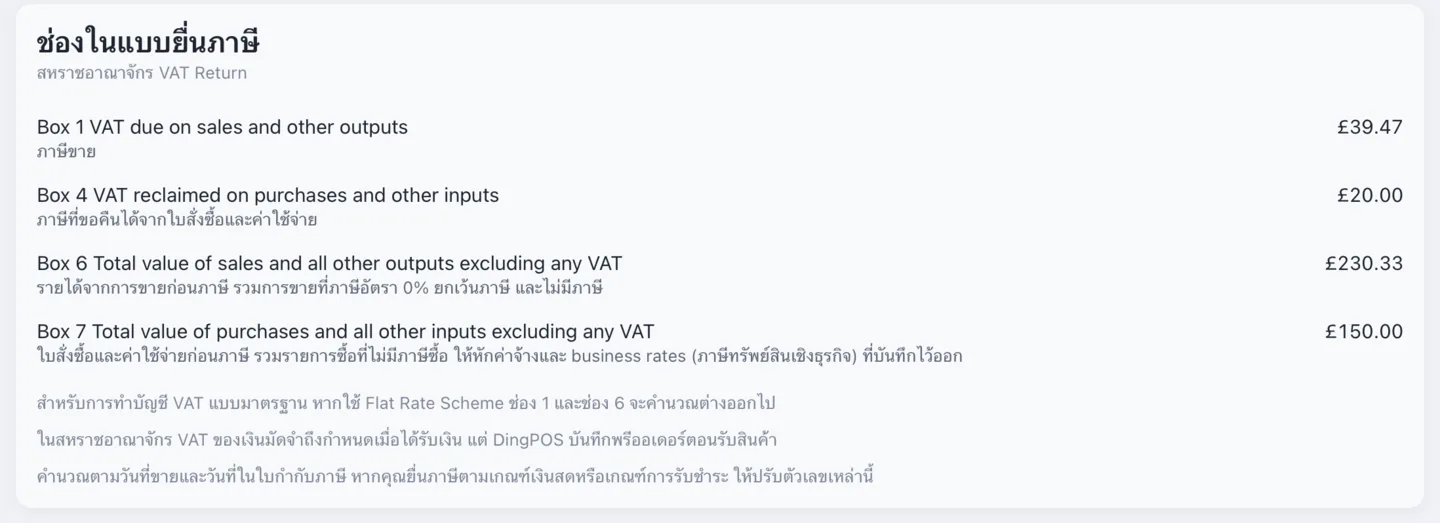 ช่องในแบบยื่นภาษี
สหราชอาณาจักร VAT Return
Box 1 VAT due on sales and other outputs £39.47
ภาษีขาย
Box 4 VAT reclaimed on purchases and other inputs £20.00
ภาษีที่ขอคืนได้จากใบสั่งซื้อและค่าใช้จ่าย
Box 6 Total value of sales and all other outputs excluding any VAT £230.33
รายได้จากการขายก่อนภาษี รวมการขายที่ภาษีอัตรา 0% ยกเว้นภาษี และไม่มีภาษี
Box 7 Total value of purchases and all other inputs excluding any VAT £150.00
ใบสั่งซื้อและค่าใช้จ่ายก่อนภาษี รวมรายการซื้อที่ไม่มีภาษีซื้อ ให้หักค่าจ้างและ business rates (ภาษีทรัพย์สินเชิงธุรกิจ) ที่บันทึกไว้ออก
สำหรับการทำบัญชี VAT แบบมาตรฐาน หากใช้ Flat Rate Scheme ช่อง 1 และช่อง 6 จะคำนวณต่างออกไป
ในสหราชอาณาจักร VAT ของเงินมัดจำถึงกำหนดเมื่อได้รับเงิน แต่ DingPOS บันทึกพรีออเดอร์ตอนรับสินค้า
คำนวณตามวันที่ขายและวันที่ในใบกำกับภาษี หากคุณยื่นภาษีตามเกณฑ์เงินสดหรือเกณฑ์การรับชำระ ให้ปรับตัวเลขเหล่านี้